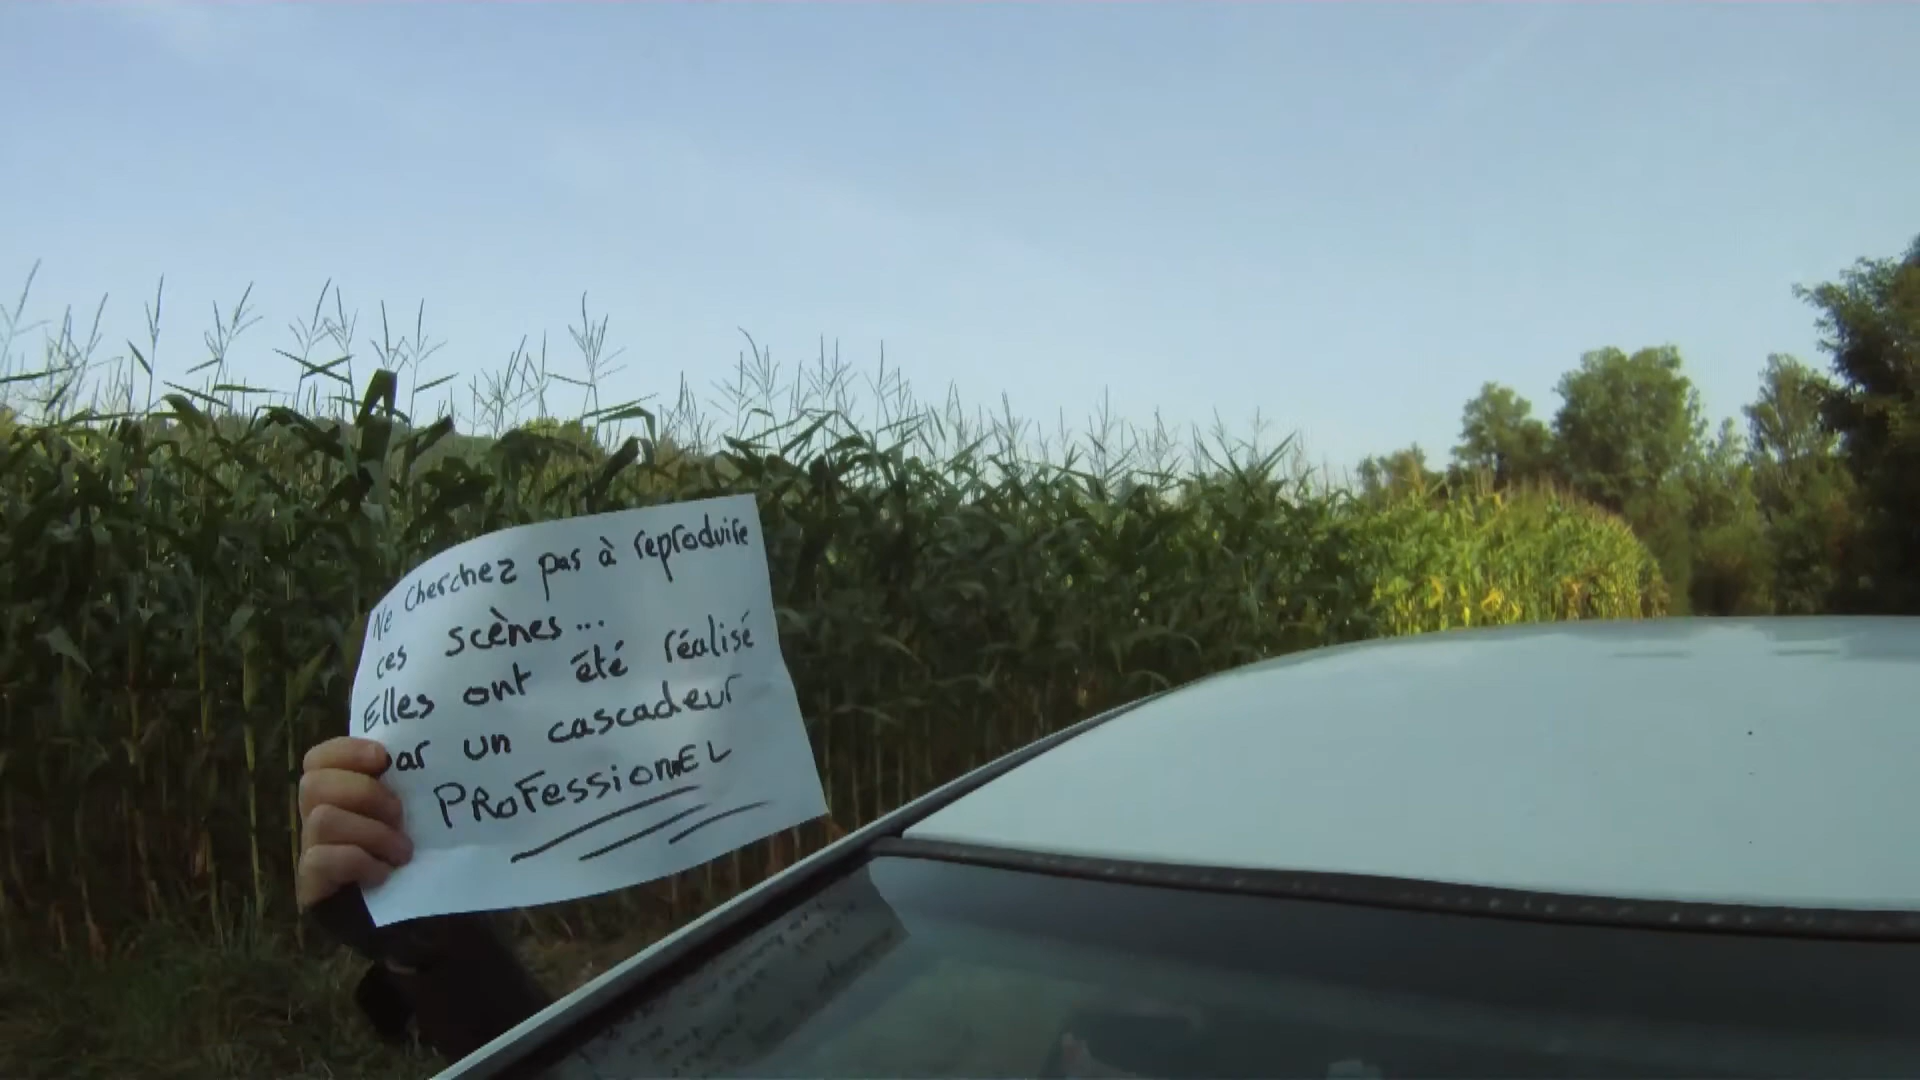 Ne Cherchez pas à reproduire
ces scènes...
Elles ont été réalisé
par un cascadeur
PROFessionnEL